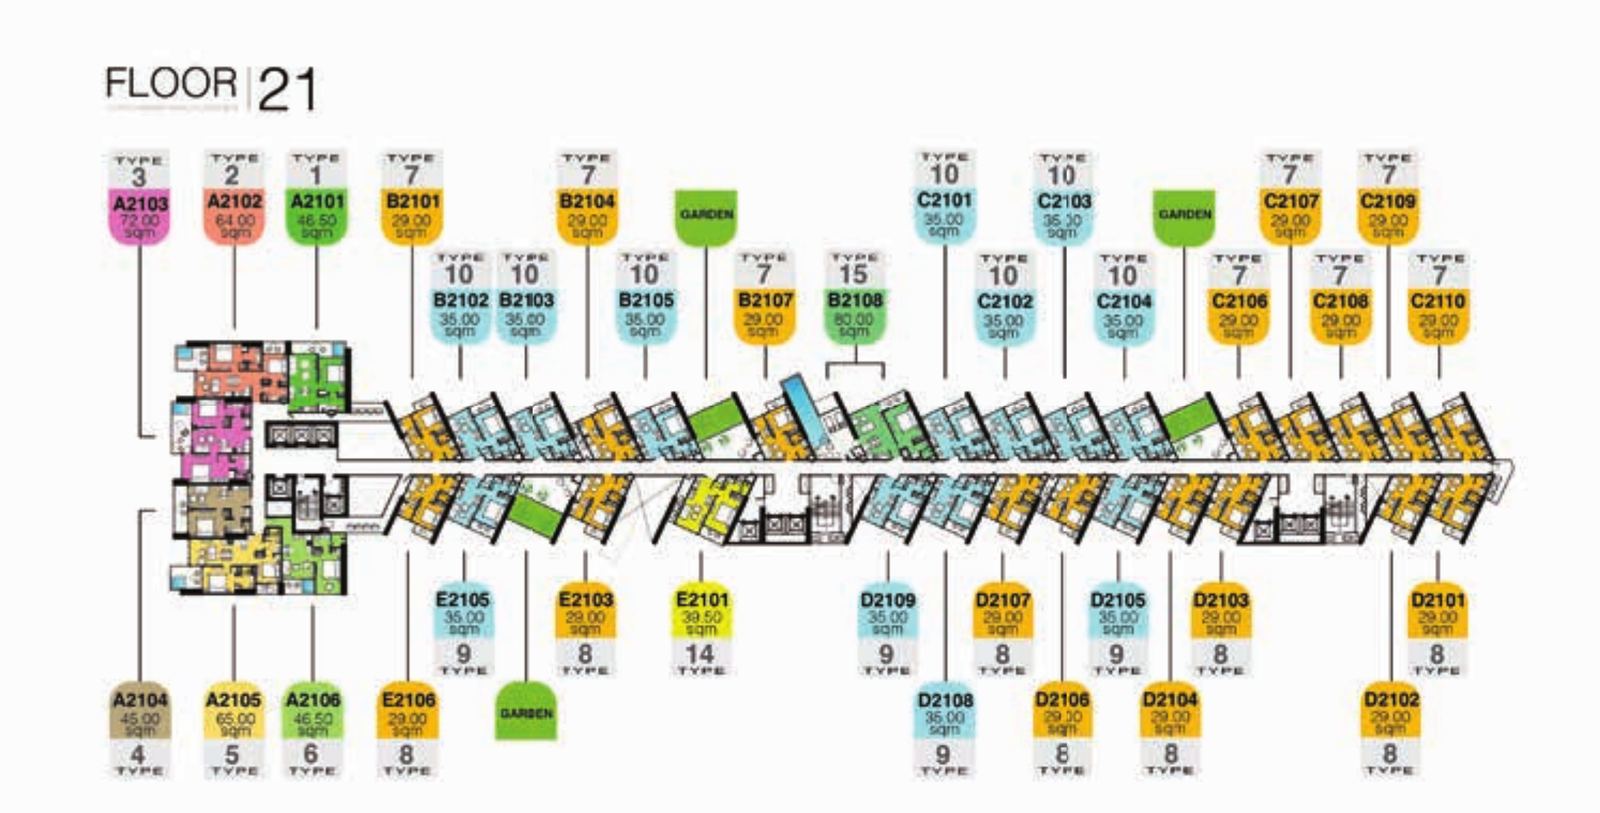 FLOOR 21
TYPE
3
A2103
72.00
sqm
TYPE
2
A2102
64.00
sqm
TYPE
1
A2101
46.50
sqm
TYPE
7
B2101
29.00
sqm
TYPE
7
B2104
29.00
sqm
GARDEN
TYPE
10
C2101
35.00
sqm
TYPE
10
C2103
35.00
sqm
GARDEN
TYPE
7
C2107
29.00
sqm
TYPE
7
C2109
29.00
sqm
TYPE
10
B2102
35.00
sqm
TYPE
10
B2103
35.00
sqm
TYPE
10
B2105
35.00
sqm
TYPE
7
B2107
29.00
sqm
TYPE
15
B2108
80.00
sqm
TYPE
10
C2102
35.00
sqm
TYPE
10
C2104
35.00
sqm
TYPE
7
C2106
29.00
sqm
TYPE
7
C2108
29.00
sqm
TYPE
7
C2110
29.00
sqm
E2105
35.00
sqm
9
TYPE
E2103
29.00
sqm
8
TYPE
E2101
39.50
sqm
14
TYPE
D2109
35.00
sqm
9
TYPE
D2107
29.00
sqm
8
TYPE
D2105
35.00
sqm
9
TYPE
D2103
29.00
sqm
8
TYPE
D2101
29.00
sqm
8
TYPE
A2104
45.00
sqm
4
TYPE
A2105
65.00
sqm
5
TYPE
A2106
46.50
sqm
6
TYPE
E2106
29.00
sqm
8
TYPE
GARDEN
D2108
35.00
sqm
9
TYPE
D2106
29.00
sqm
8
TYPE
D2104
29.00
sqm
8
TYPE
D2102
29.00
sqm
8
TYPE